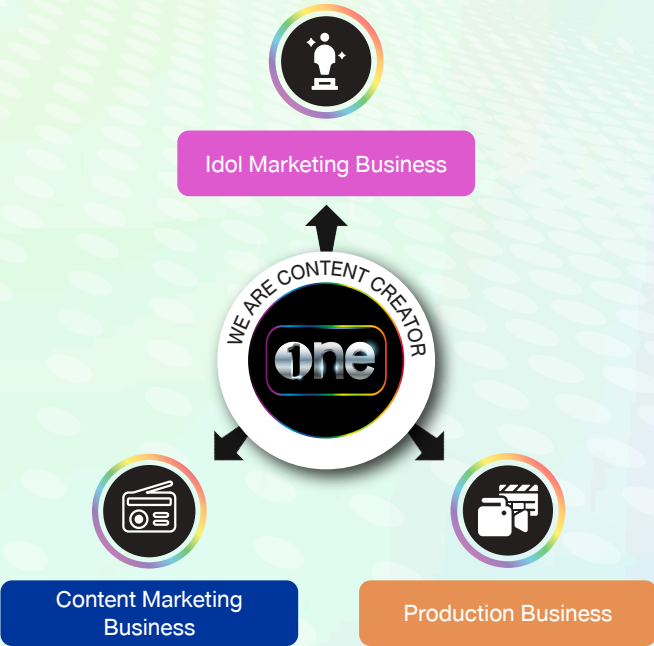 Idol Marketing Business
WE ARE CONTENT CREATOR
one
Content Marketing
Business
Production Business